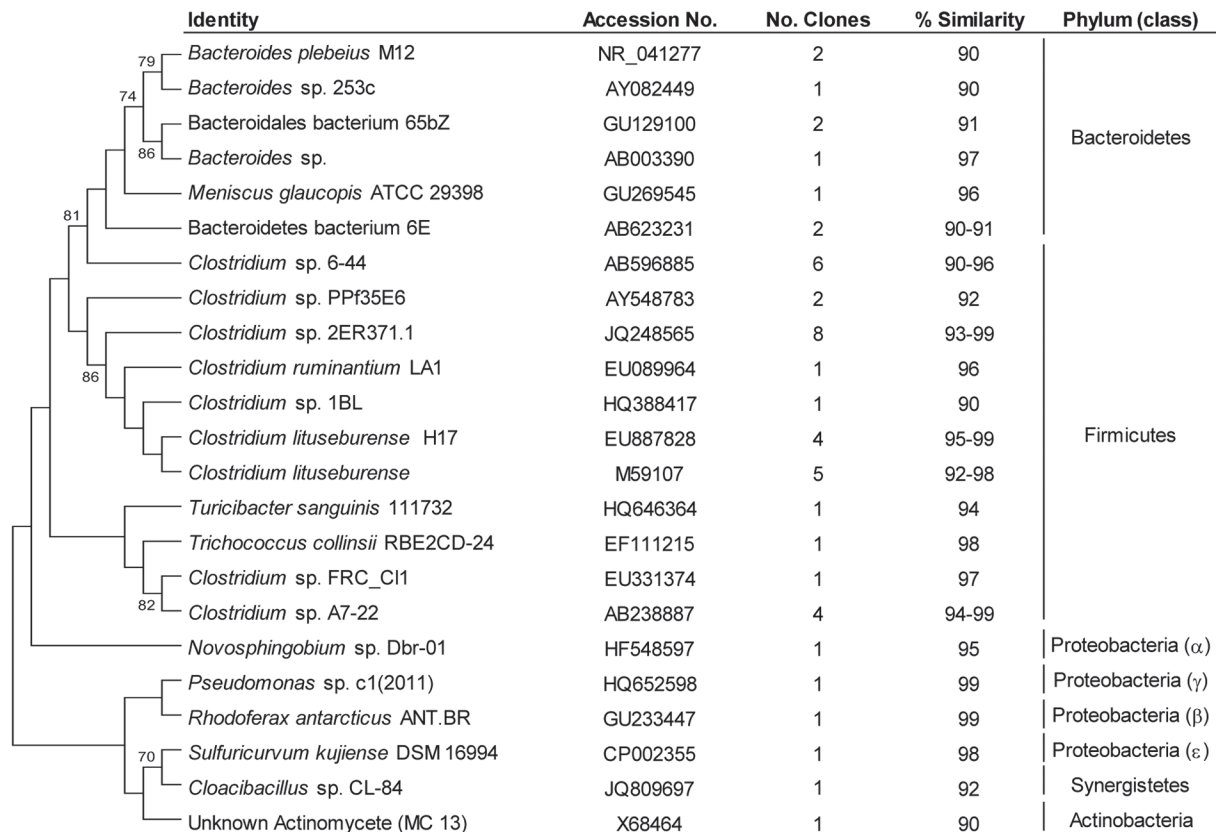 Identity Accession No. No. Clones % Similarity Phylum (class)
79 Bacteroides plebeius M12 NR_041277 2 90
Bacteroides sp. 253c AY082449 1 90
74
Bacteroidales bacterium 65bZ GU129100 2 91
Bacteroidetes
86 Bacteroides sp. AB003390 1 97
Meniscus glaucopis ATCC 29398 GU269545 1 96
81 Bacteroidetes bacterium 6E AB623231 2 90-91
Clostridium sp. 6-44 AB596885 6 90-96
Clostridium sp. PPf35E6 AY548783 2 92
Clostridium sp. 2ER371.1 JQ248565 8 93-99
86 Clostridium ruminantium LA1 EU089964 1 96
Clostridium sp. 1BL HQ388417 1 90
Clostridium lituseburense H17 EU887828 4 95-99 Firmicutes
Clostridium lituseburense M59107 5 92-98
Turicibacter sanguinis 111732 HQ646364 1 94
Trichococcus collinsii RBE2CD-24 EF111215 1 98
Clostridium sp. FRC_Cl1 EU331374 1 97
82 Clostridium sp. A7-22 AB238887 4 94-99
Novosphingobium sp. Dbr-01 HF548597 1 95 Proteobacteria (α)
Pseudomonas sp. c1(2011) HQ652598 1 99 Proteobacteria (γ)
Rhodoferax antarcticus ANT.BR GU233447 1 99 Proteobacteria (β)
70 Sulfuricurvum kujiense DSM 16994 CP002355 1 98 Proteobacteria (ε)
Cloacibacillus sp. CL-84 JQ809697 1 92 Synergistetes
Unknown Actinomycete (MC 13) X68464 1 90 Actinobacteria